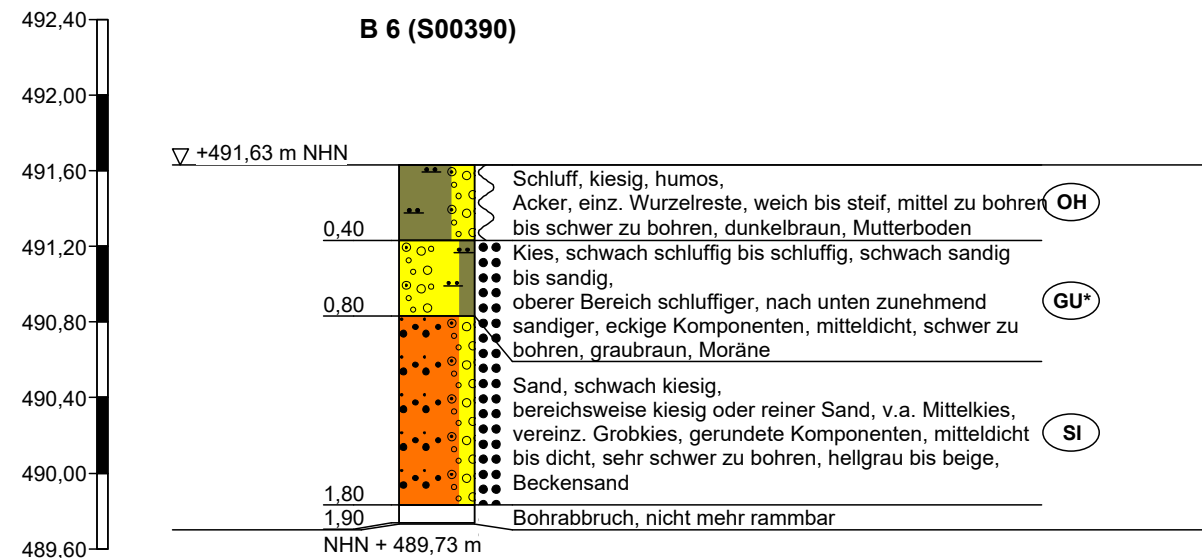 B 6 (S00390)
492,40
492,00
491,60
491,20
490,80
490,40
490,00
489,60
+491,63 m NHN
Schluff, kiesig, humos,
Acker, einz. Wurzelreste, weich bis steif, mittel zu bohren
bis schwer zu bohren, dunkelbraun, Mutterboden
OH
0,40
Kies, schwach schluffig bis schluffig, schwach sandig
bis sandig,
oberer Bereich schluffiger, nach unten zunehmend
sandiger, eckige Komponenten, mitteldicht, schwer zu
bohren, graubraun, Moräne
GU*
0,80
Sand, schwach kiesig,
bereichsweise kiesig oder reiner Sand, v.a. Mittelkies,
vereinz. Grobkies, gerundete Komponenten, mitteldicht
bis dicht, sehr schwer zu bohren, hellgrau bis beige,
Beckensand
SI
1,80
1,90
Bohrabbruch, nicht mehr rammbar
NHN + 489,73 m